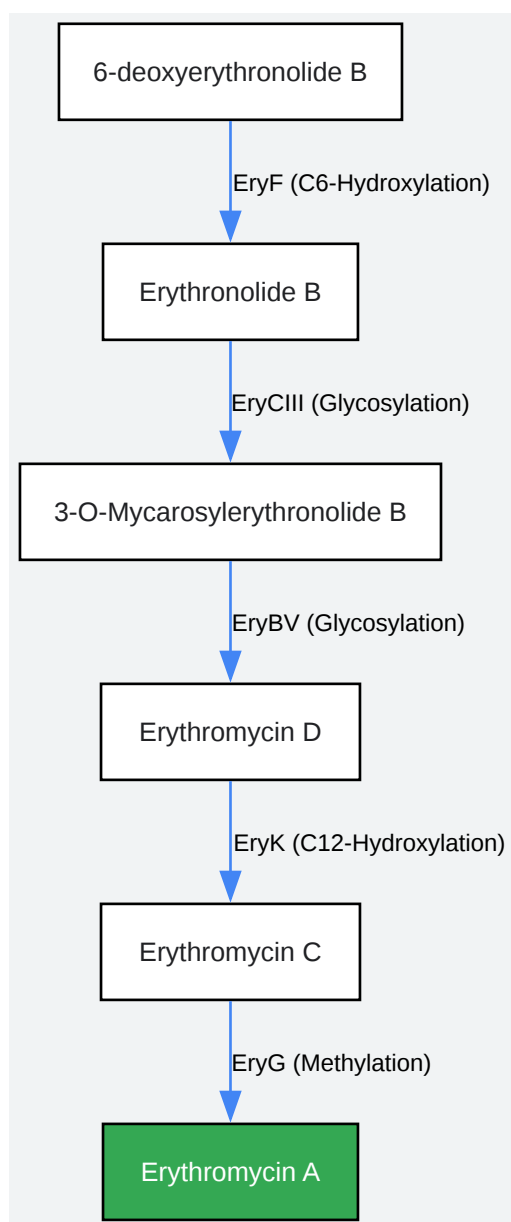 6-deoxyerythronolide B
EryF (C6-Hydroxylation)
Erythronolide B
EryCIII (Glycosylation)
3-O-Mycarosylerythronolide B
EryBV (Glycosylation)
Erythromycin D
EryK (C12-Hydroxylation)
Erythromycin C
EryG (Methylation)
Erythromycin A